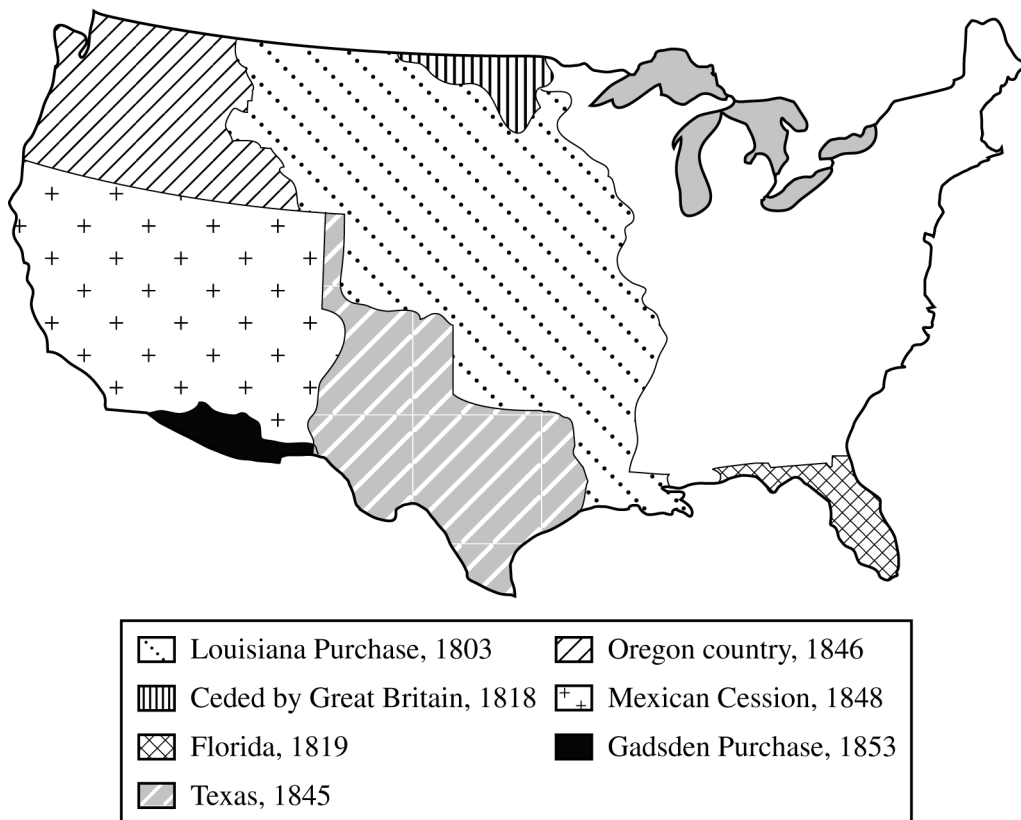 Louisiana Purchase, 1803
Ceded by Great Britain, 1818
Florida, 1819
Texas, 1845
Oregon country, 1846
Mexican Cession, 1848
Gadsden Purchase, 1853